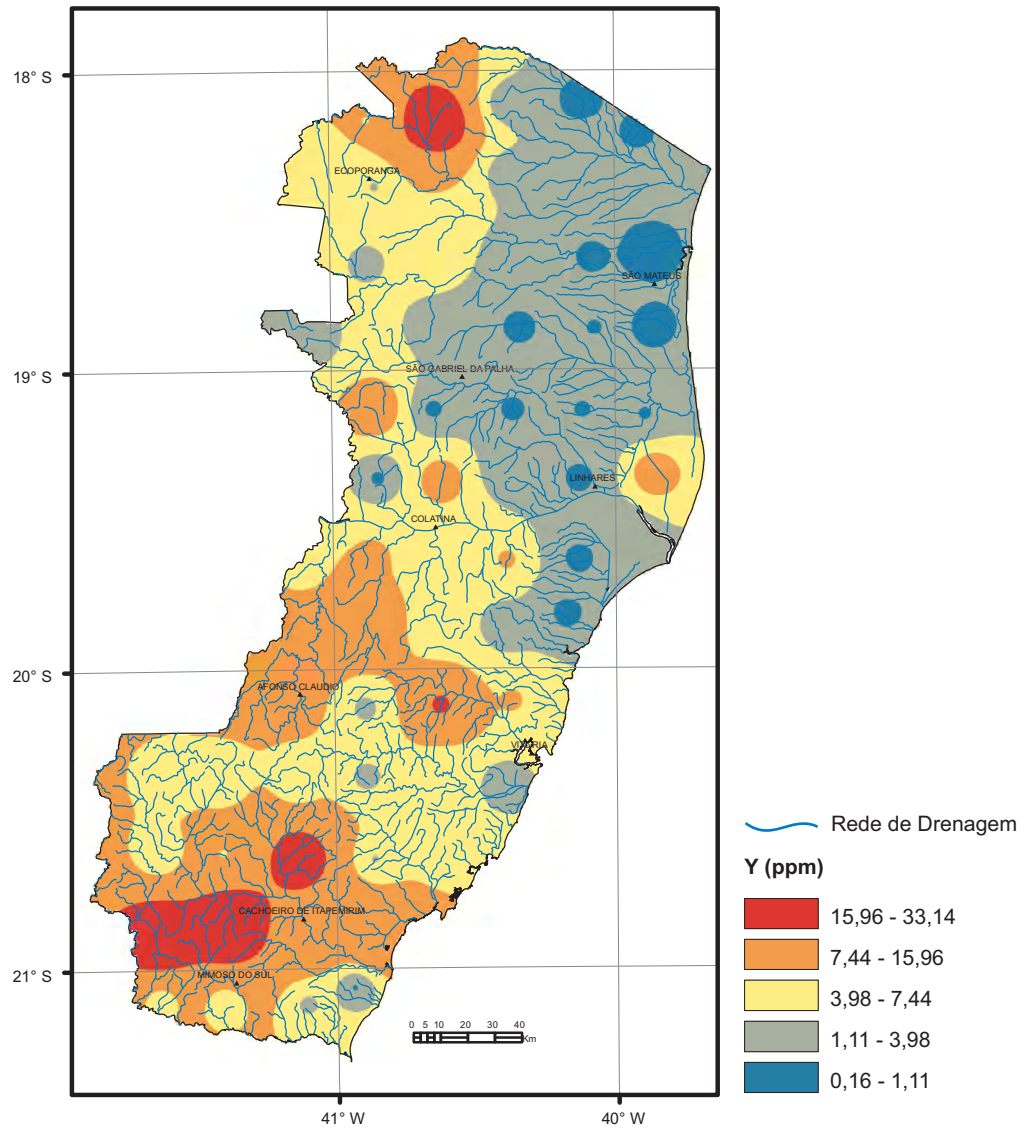 18° S
ECOPORANGA
SÃO MATEUS
19° S
SÃO GABRIEL DA PALHA
LINHARES
COLATINA
20° S
AFONSO CLAUDIO
VITÓRIA
Rede de Drenagem
Y (ppm)
15,96 - 33,14
7,44 - 15,96
3,98 - 7,44
1,11 - 3,98
0,16 - 1,11
CACHOEIRO DE ITAPEMIRIM
21° S
MIMOSO DO SUL
0 5 10 20 30 40
Km
41° W
40° W